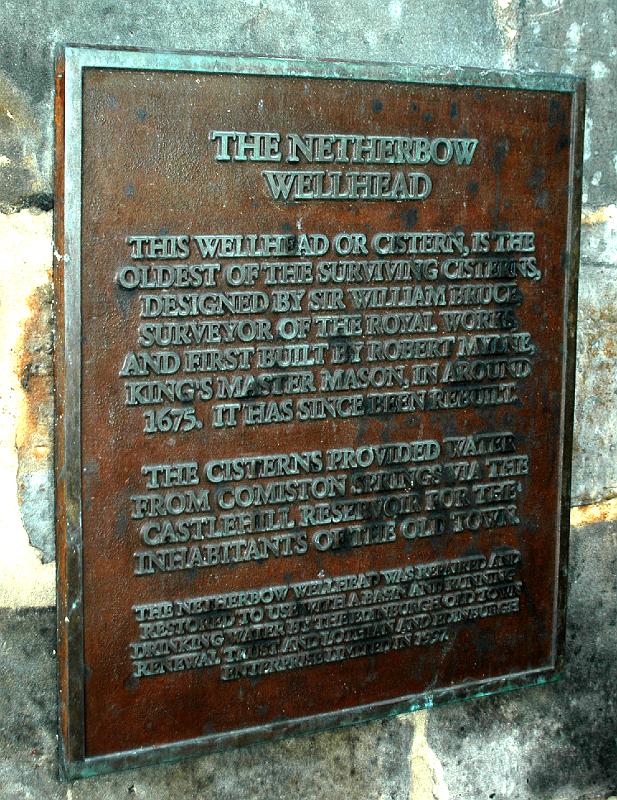 THE NETHERBOW
WELLHEAD
THIS WELLHEAD OR CISTERN, IS THE
OLDEST OF THE SURVIVING CISTERNS,
DESIGNED BY SIR WILLIAM BRUCE
SURVEYOR OF THE ROYAL WORKS
AND FIRST BUILT BY ROBERT MYLNE,
KING'S MASTER MASON, IN AROUND
1675. IT HAS SINCE BEEN REBUILT.
THE CISTERNS PROVIDED WATER
FROM COMISTON SPRINGS VIA THE
CASTLEHILL RESERVOIR FOR THE
INHABITANTS OF THE OLD TOWN.
THE NETHERBOW WELLHEAD WAS REPAIRED AND
RESTORED TO USE WITH A BASIN AND RUNNING
DRINKING WATER BY THE EDINBURGH OLD TOWN
RENEWAL TRUST AND LOTHIAN AND EDINBURGH
ENTERPRISE LIMITED IN 1997.